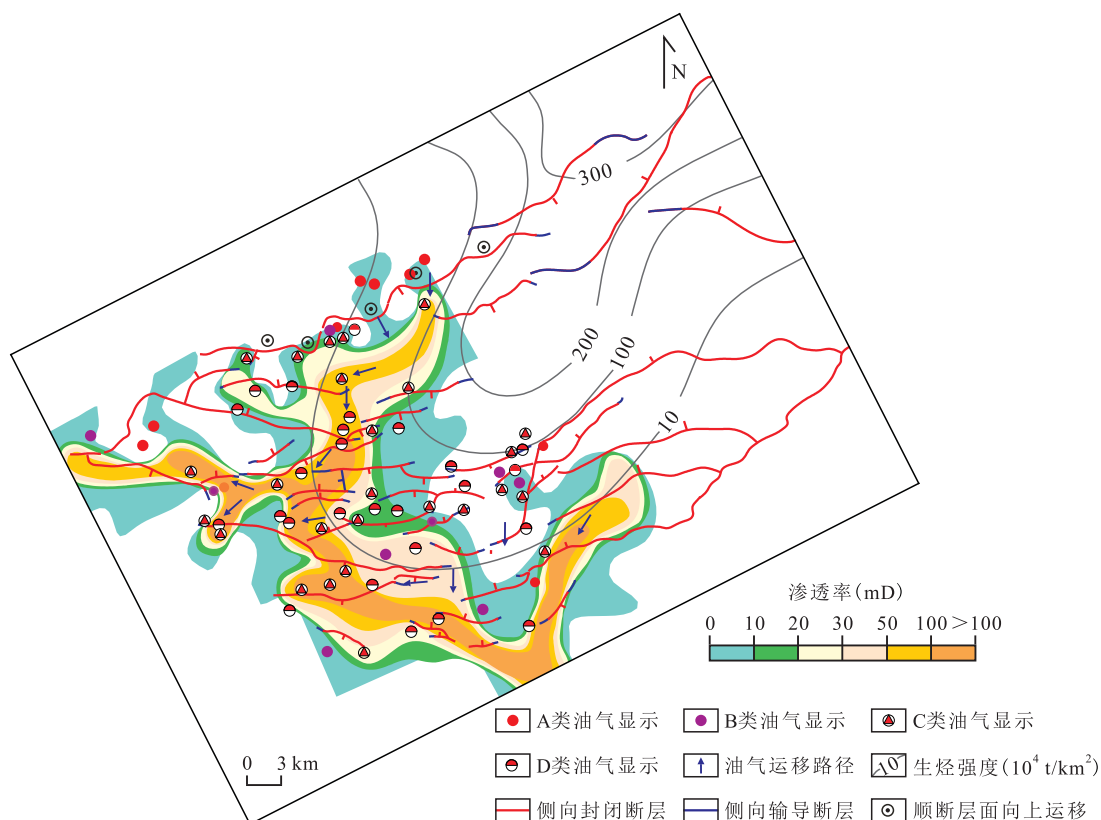 N
300
200
100
10
渗透率(mD)
0 10 20 30 50 100 >100
A类油气显示 B类油气显示 C类油气显示
0 3 km
D类油气显示 油气运移路径 10 生烃强度(10⁴ t/km²)
侧向封闭断层 侧向输导断层 顺断层面向上运移